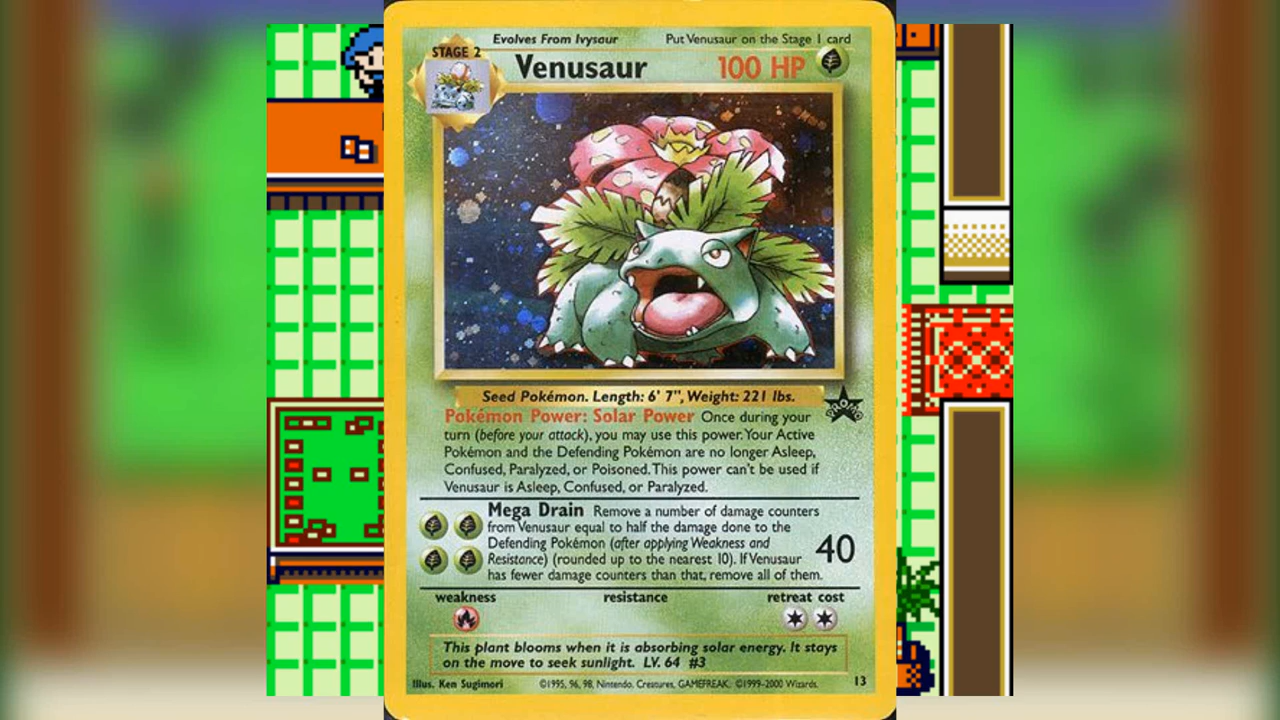 Evolves From Ivysaur Put Venusaur on the Stage 1 card
STAGE 2
Venusaur 100 HP
Seed Pokémon. Length: 6' 7", Weight: 221 lbs.
PROMO
Pokémon Power: Solar Power Once during your
turn (before your attack), you may use this power. Your Active
Pokémon and the Defending Pokémon are no longer Asleep,
Confused, Paralyzed, or Poisoned. This power can't be used if
Venusaur is Asleep, Confused, or Paralyzed.
Mega Drain Remove a number of damage counters
from Venusaur equal to half the damage done to the
Defending Pokémon (after applying Weakness and
Resistance) (rounded up to the nearest 10). If Venusaur
has fewer damage counters than that, remove all of them.
40
weakness resistance retreat cost
This plant blooms when it is absorbing solar energy. It stays
on the move to seek sunlight. LV. 64 #3
Illus. Ken Sugimori ©1995, 96, 98, Nintendo, Creatures, GAMEFREAK. ©1999-2000 Wizards. 13